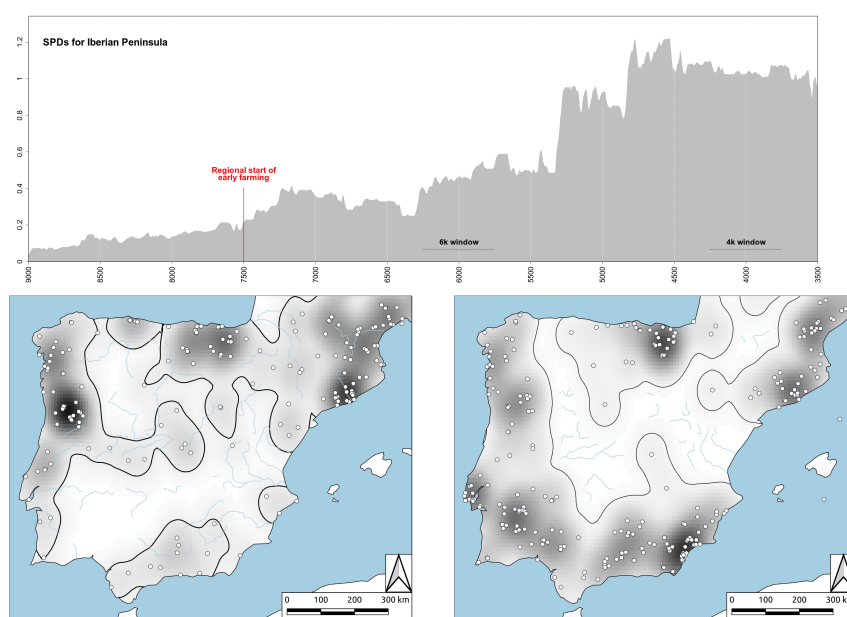 SPDs for Iberian Peninsula
1.2
1
0.8
0.6
0.4
0.2
0
Regional start of
early farming
6k window
4k window
9000 8500 8000 7500 7000 6500 6000 5500 5000 4500 4000 3500
0 100 200 300 km
0 100 200 300 k